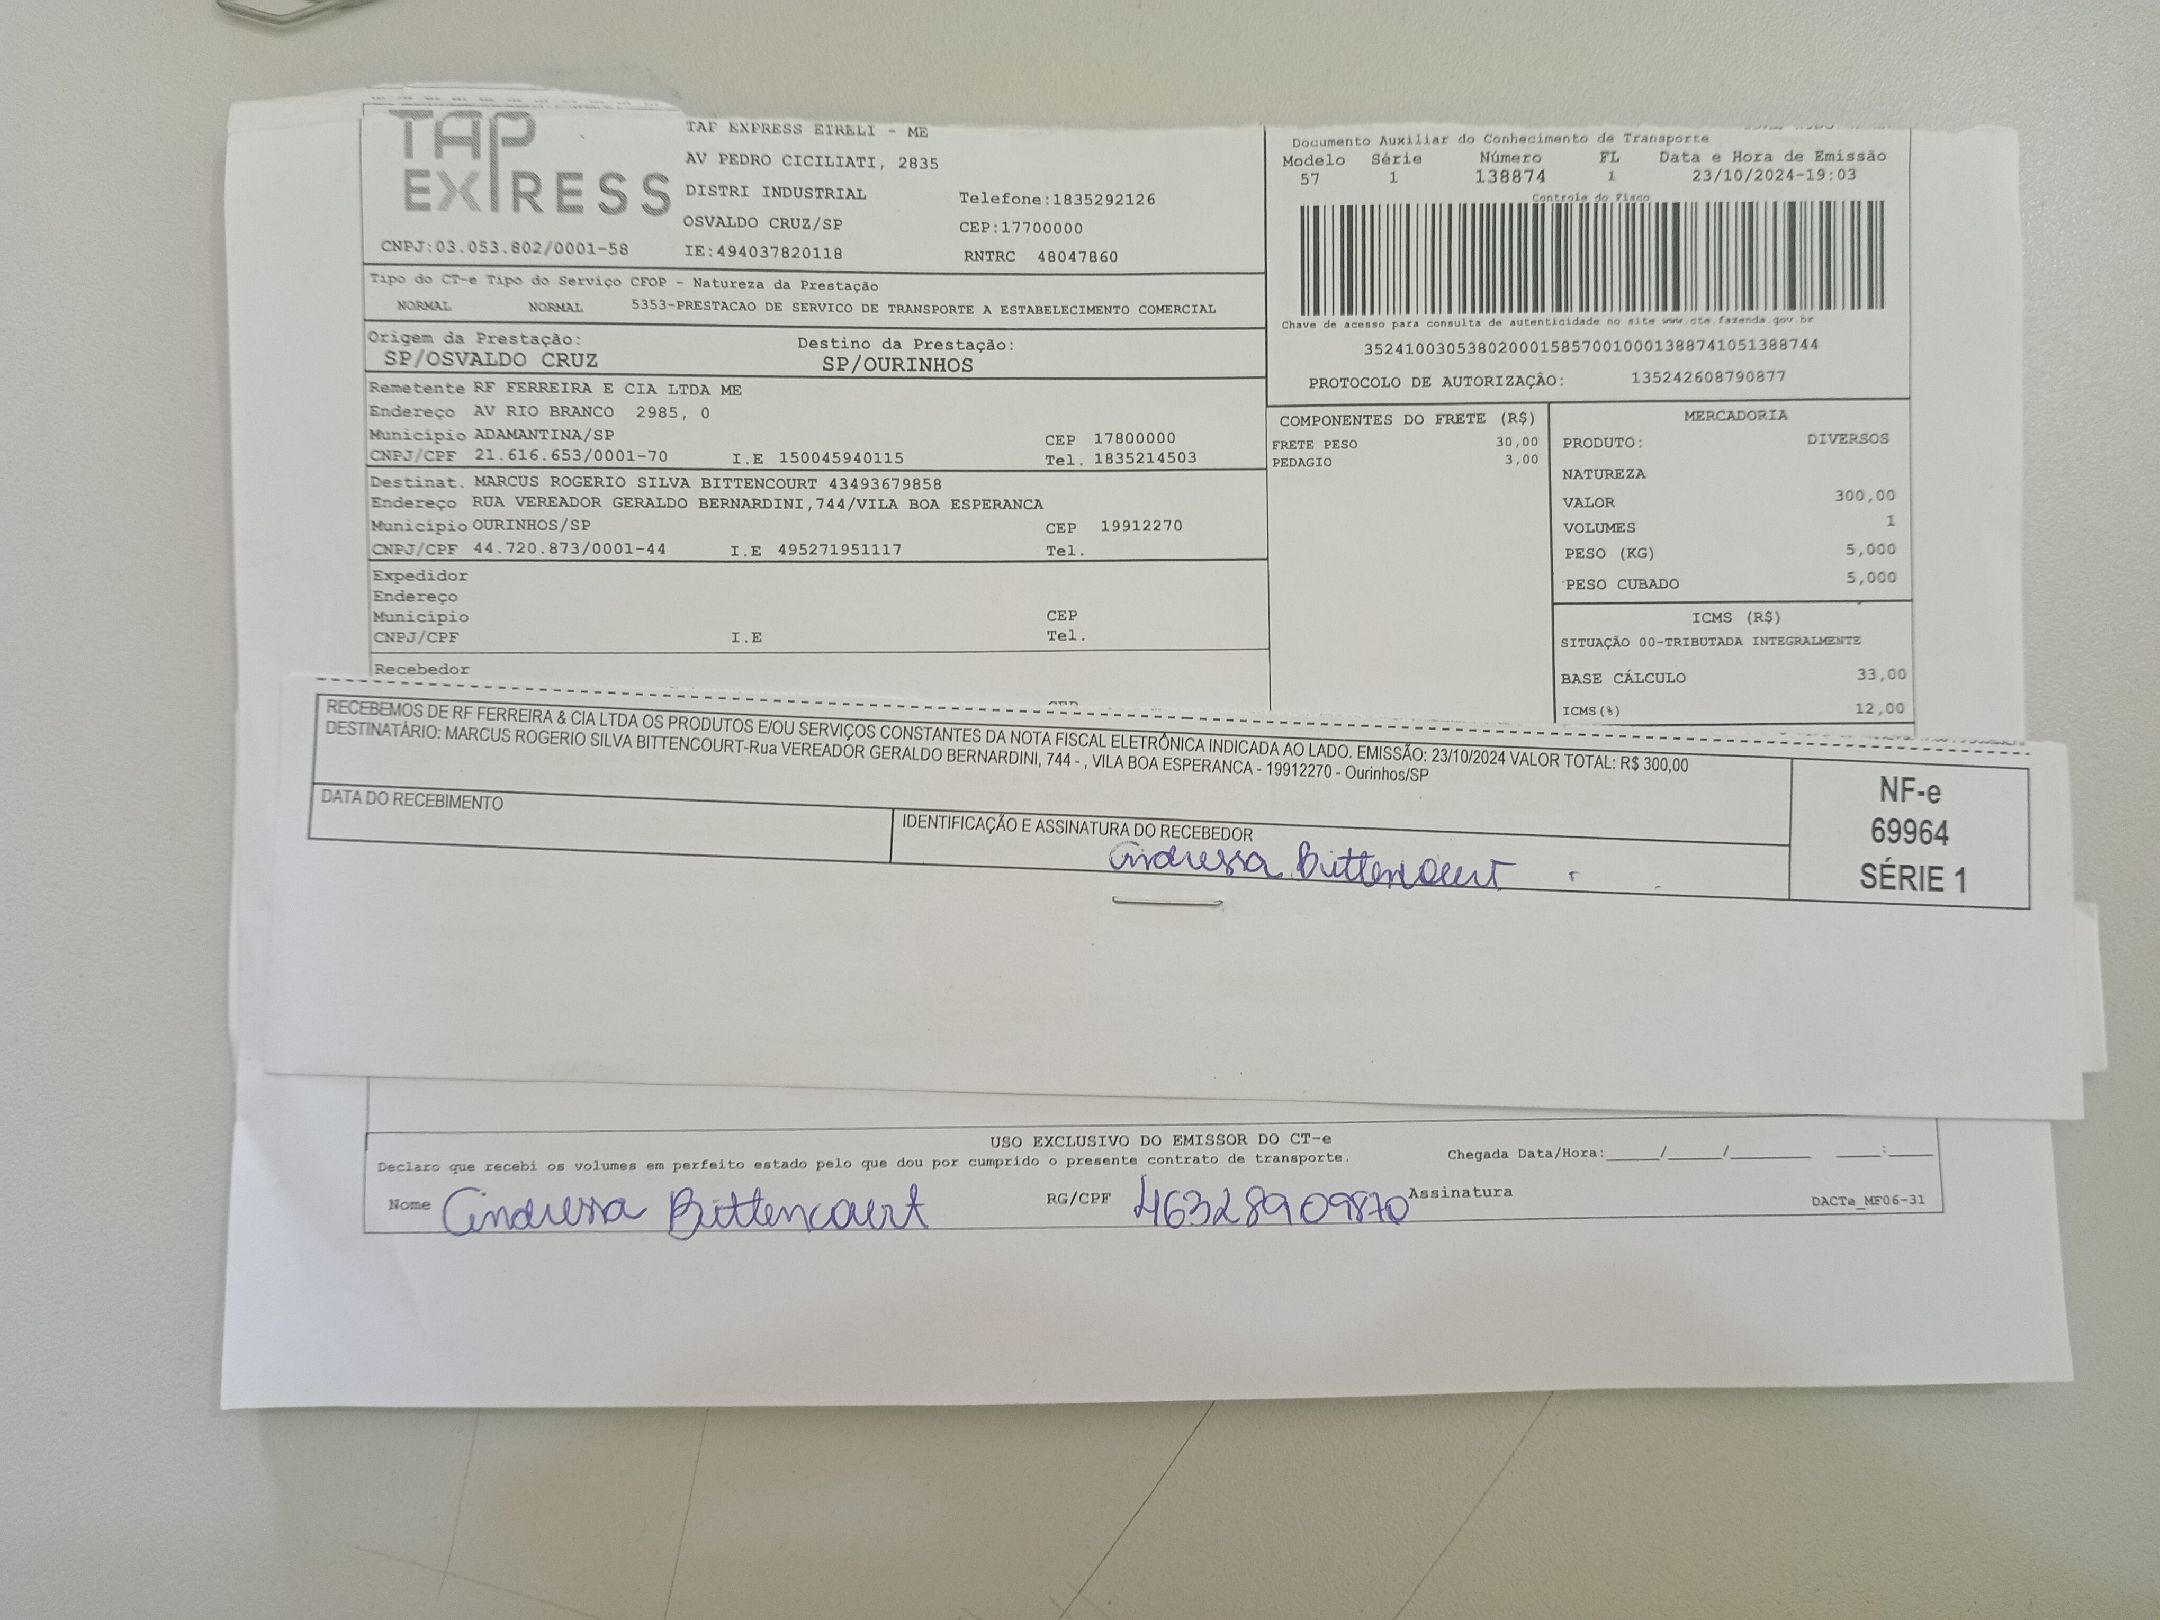 TAP
EXPRESS
CNPJ:03.053.802/0001-58
TAP EXPRESS EIRELI - ME
AV PEDRO CICILIATI, 2835
DISTRI INDUSTRIAL
Telefone:1835292126
OSVALDO CRUZ/SP
CEP:17700000
IE:494037820118
RNTRC 48047860
Documento Auxiliar do Conhecimento de Transporte
Modelo Série Número FL Data e Hora de Emissão
57 1 138874 1 23/10/2024-19:03
Controle do Fisco
Chave de acesso para consulta de autenticidade no site www.cte.fazenda.gov.br
35241003053802000158570010001388741051388744
PROTOCOLO DE AUTORIZAÇÃO: 135242608790877
Tipo do CT-e Tipo do Serviço CFOP - Natureza da Prestação
NORMAL NORMAL 5353-PRESTACAO DE SERVICO DE TRANSPORTE A ESTABELECIMENTO COMERCIAL
Origem da Prestação: Destino da Prestação:
SP/OSVALDO CRUZ SP/OURINHOS
Remetente RF FERREIRA E CIA LTDA ME
Endereço AV RIO BRANCO 2985, 0
Município ADAMANTINA/SP CEP 17800000
CNPJ/CPF 21.616.653/0001-70 I.E 150045940115 Tel. 1835214503
Destinat. MARCUS ROGERIO SILVA BITTENCOURT 43493679858
Endereço RUA VEREADOR GERALDO BERNARDINI,744/VILA BOA ESPERANCA
Município OURINHOS/SP CEP 19912270
CNPJ/CPF 44.720.873/0001-44 I.E 495271951117 Tel.
Expedidor
Endereço
Município CEP
CNPJ/CPF I.E Tel.
Recebedor
COMPONENTES DO FRETE (R$)
FRETE PESO 30,00
PEDAGIO 3,00
MERCADORIA
PRODUTO: DIVERSOS
NATUREZA
VALOR 300,00
VOLUMES 1
PESO (KG) 5,000
PESO CUBADO 5,000
ICMS (R$)
SITUAÇÃO 00-TRIBUTADA INTEGRALMENTE
BASE CÁLCULO 33,00
ICMS(%) 12,00
RECEBEMOS DE RF FERREIRA & CIA LTDA OS PRODUTOS E/OU SERVIÇOS CONSTANTES DA NOTA FISCAL ELETRÔNICA INDICADA AO LADO. EMISSÃO: 23/10/2024 VALOR TOTAL: R$ 300,00
DESTINATÁRIO: MARCUS ROGERIO SILVA BITTENCOURT-Rua VEREADOR GERALDO BERNARDINI, 744 - , VILA BOA ESPERANCA - 19912270 - Ourinhos/SP
DATA DO RECEBIMENTO
IDENTIFICAÇÃO E ASSINATURA DO RECEBEDOR
Andressa Bittencourt
NF-e
69964
SÉRIE 1
USO EXCLUSIVO DO EMISSOR DO CT-e
Declaro que recebi os volumes em perfeito estado pelo que dou por cumprido o presente contrato de transporte.
Chegada Data/Hora:_____/_____/________ ____:____
Nome Andressa Bittencourt RG/CPF 46328909870 Assinatura
DACTe_MF06-31